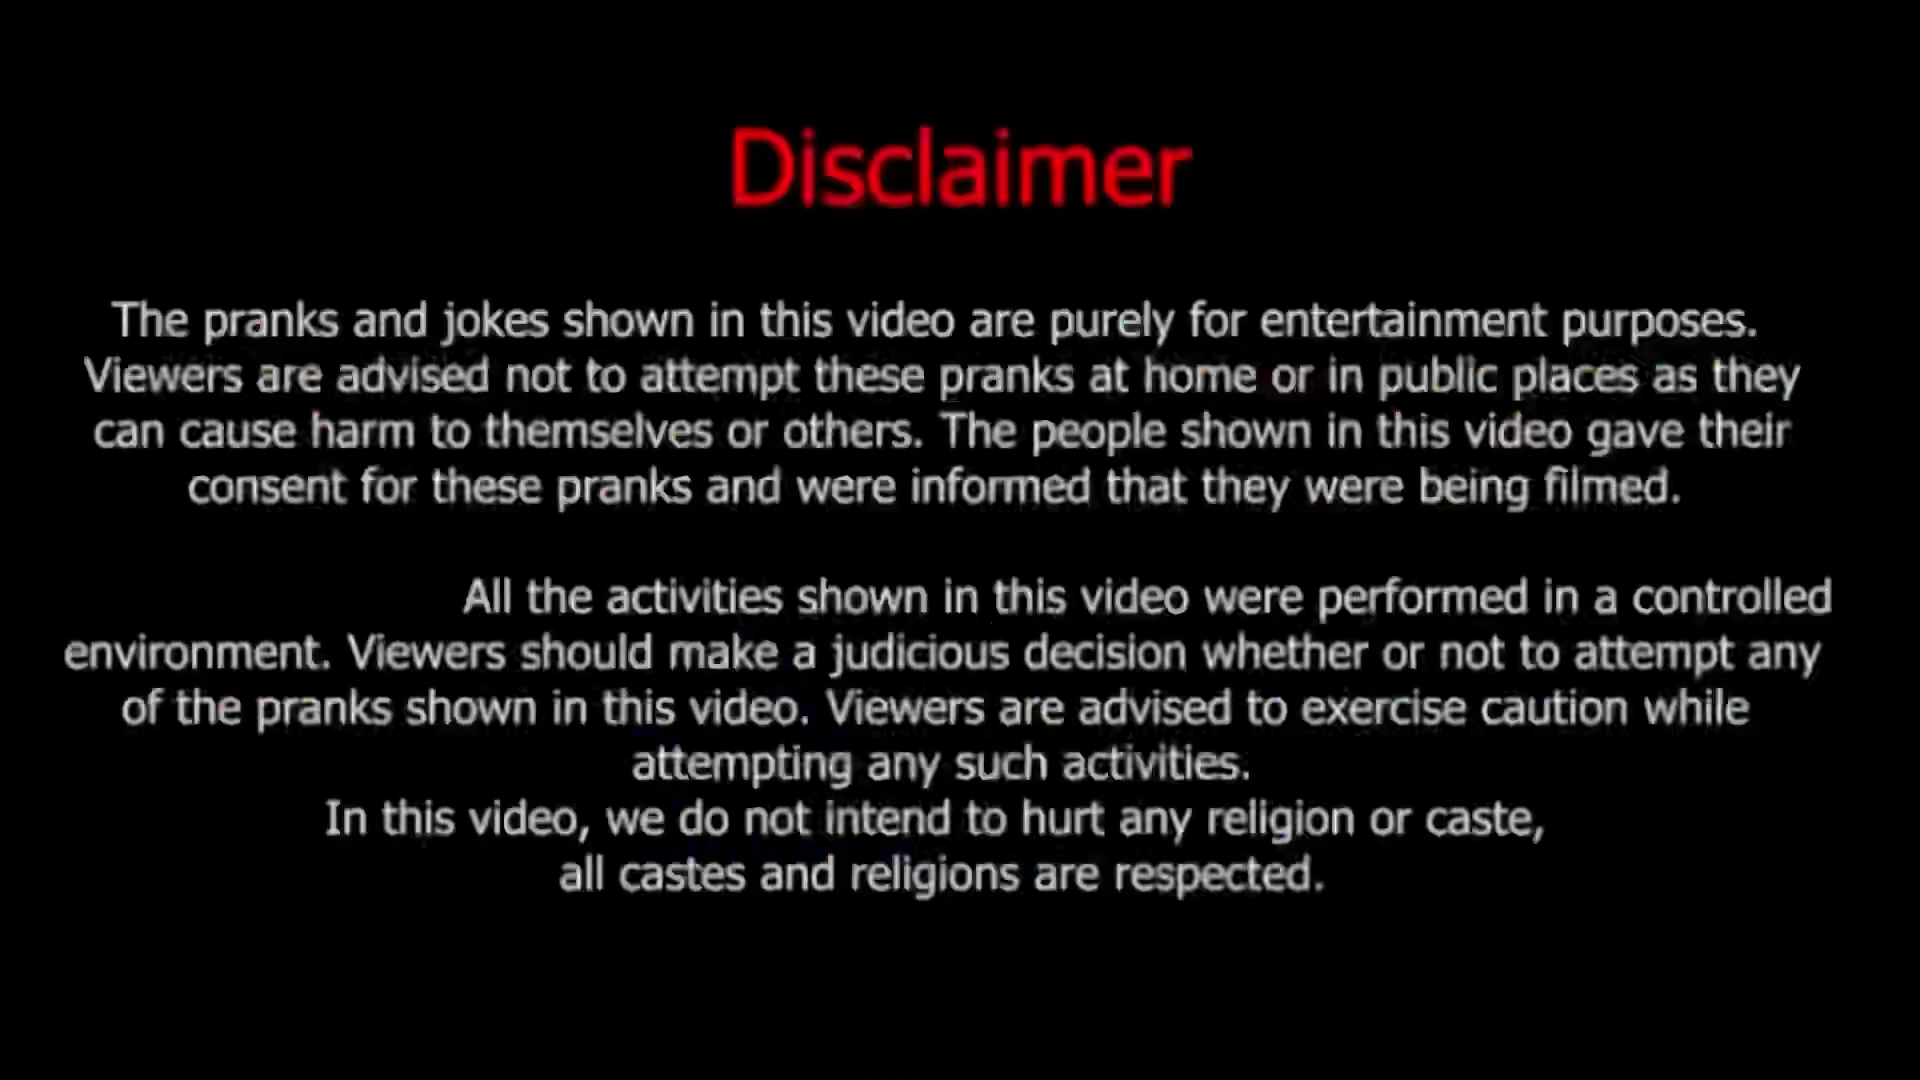 Disclaimer
The pranks and jokes shown in this video are purely for entertainment purposes.
Viewers are advised not to attempt these pranks at home or in public places as they
can cause harm to themselves or others. The people shown in this video gave their
consent for these pranks and were informed that they were being filmed.
All the activities shown in this video were performed in a controlled
environment. Viewers should make a judicious decision whether or not to attempt any
of the pranks shown in this video. Viewers are advised to exercise caution while
attempting any such activities.
In this video, we do not intend to hurt any religion or caste,
all castes and religions are respected.